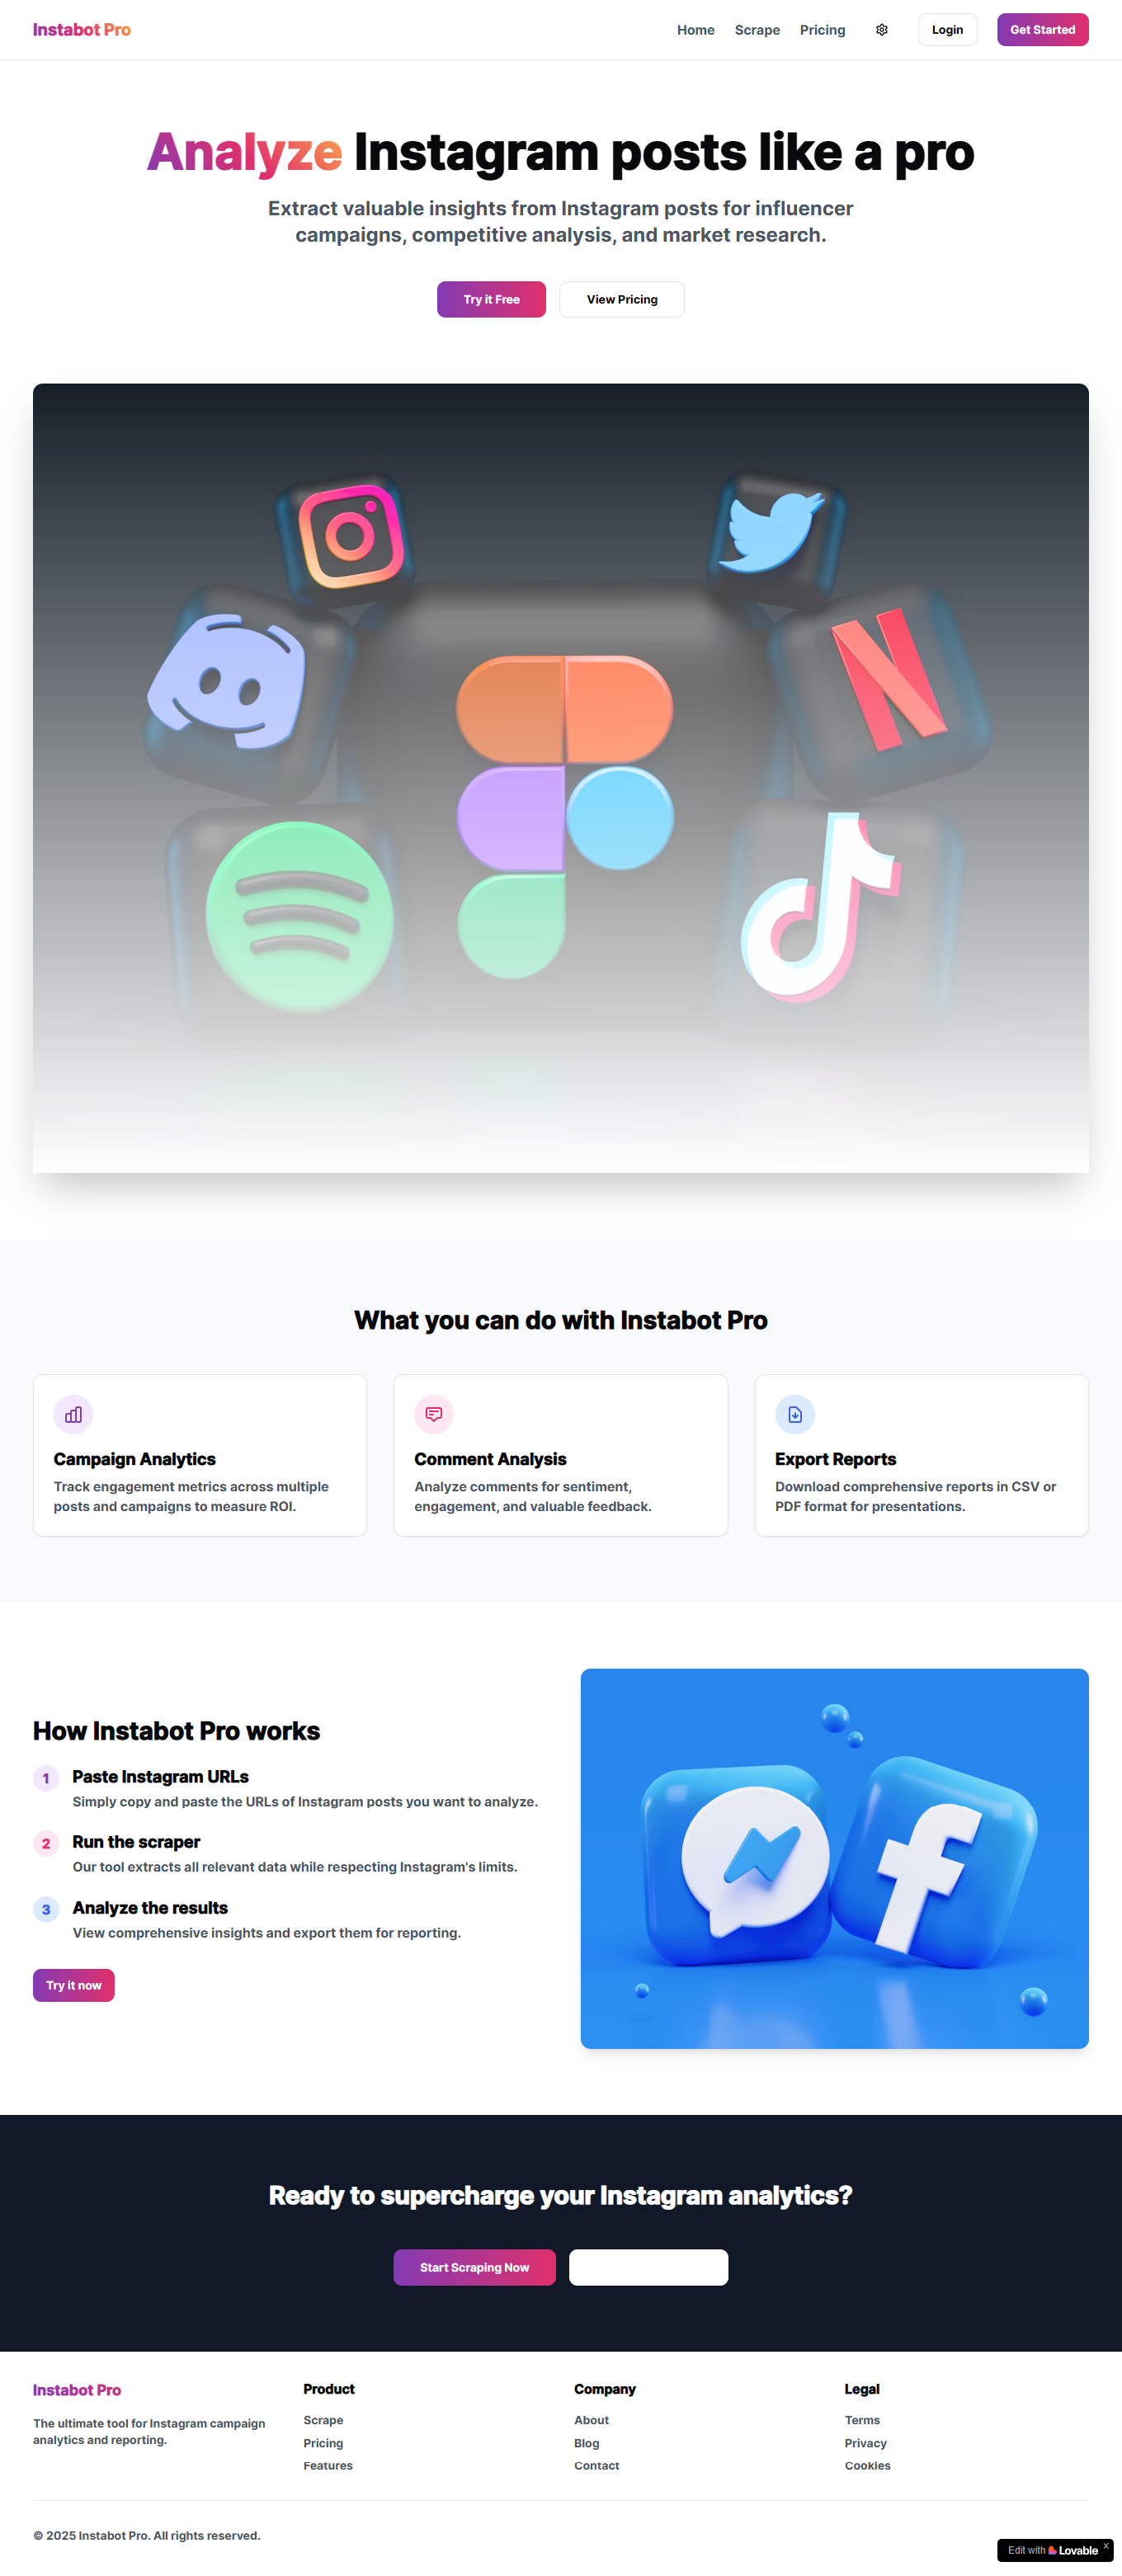 Instabot Pro
Home
Scrape
Pricing
Login
Get Started
Analyze Instagram posts like a pro
Extract valuable insights from Instagram posts for influencer
campaigns, competitive analysis, and market research.
Try it Free
View Pricing
What you can do with Instabot Pro
Campaign Analytics
Track engagement metrics across multiple
posts and campaigns to measure ROI.
Comment Analysis
Analyze comments for sentiment,
engagement, and valuable feedback.
Export Reports
Download comprehensive reports in CSV or
PDF format for presentations.
How Instabot Pro works
1
Paste Instagram URLs
Simply copy and paste the URLs of Instagram posts you want to analyze.
2
Run the scraper
Our tool extracts all relevant data while respecting Instagram's limits.
3
Analyze the results
View comprehensive insights and export them for reporting.
Try it now
Ready to supercharge your Instagram analytics?
Start Scraping Now
Instabot Pro
The ultimate tool for Instagram campaign
analytics and reporting.
Product
Scrape
Pricing
Features
Company
About
Blog
Contact
Legal
Terms
Privacy
Cookies
© 2025 Instabot Pro. All rights reserved.
Edit with Lovable